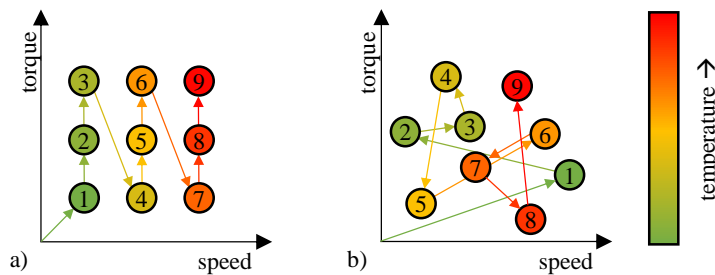 torque
3 6 9
2 5 8
1 4 7
a)
speed
torque
4
9
2 3 6
7
1
5
8
b)
speed
temperature →